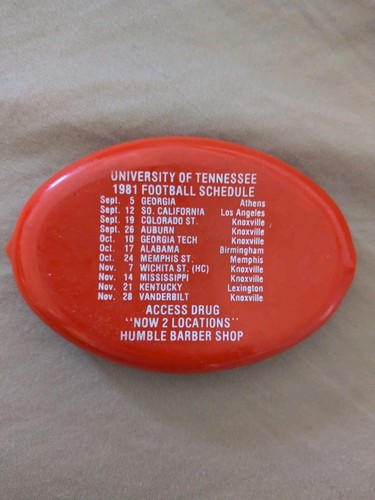 UNIVERSITY OF TENNESSEE
1981 FOOTBALL SCHEDULE
Sept. 5 GEORGIA Athens
Sept. 12 SO. CALIFORNIA Los Angeles
Sept. 19 COLORADO ST. Knoxville
Sept. 26 AUBURN Knoxville
Oct. 10 GEORGIA TECH Knoxville
Oct. 17 ALABAMA Birmingham
Oct. 24 MEMPHIS ST. Memphis
Nov. 7 WICHITA ST. (HC) Knoxville
Nov. 14 MISSISSIPPI Knoxville
Nov. 21 KENTUCKY Lexington
Nov. 28 VANDERBILT Knoxville
ACCESS DRUG
"NOW 2 LOCATIONS"
HUMBLE BARBER SHOP